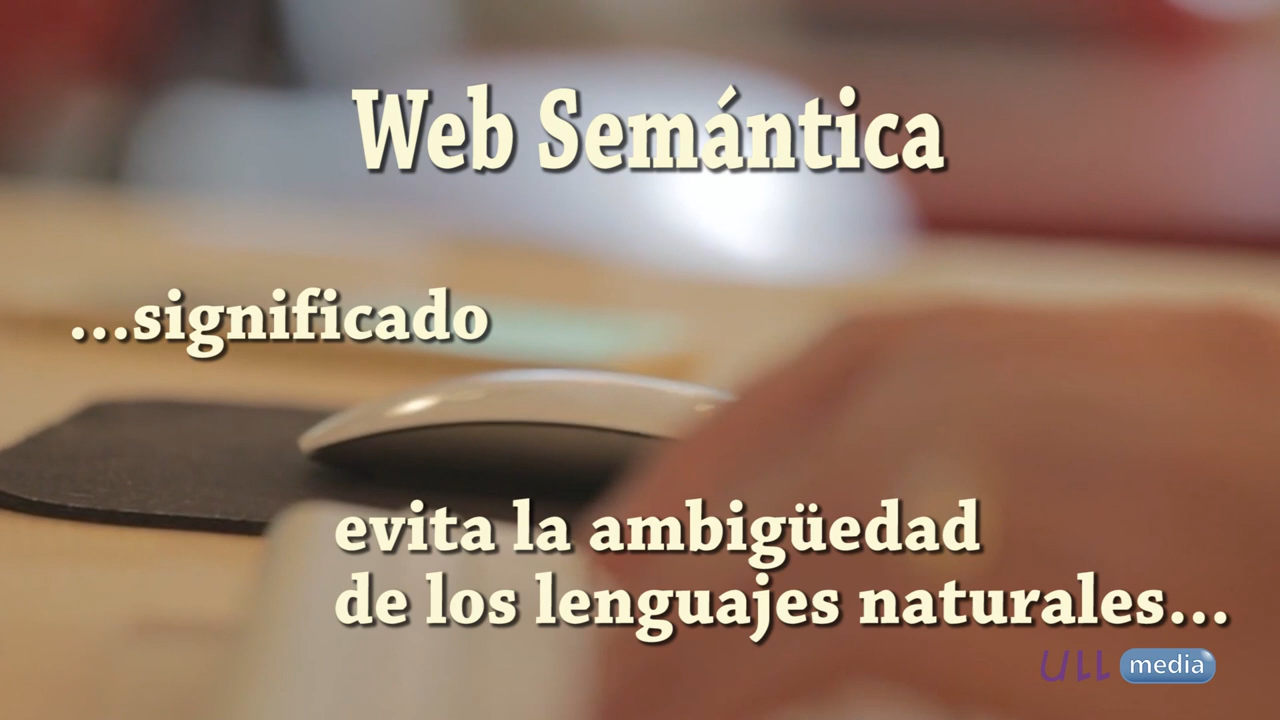 Web Semántica
...significado
evita la ambigüedad
de los lenguajes naturales...
ULL media